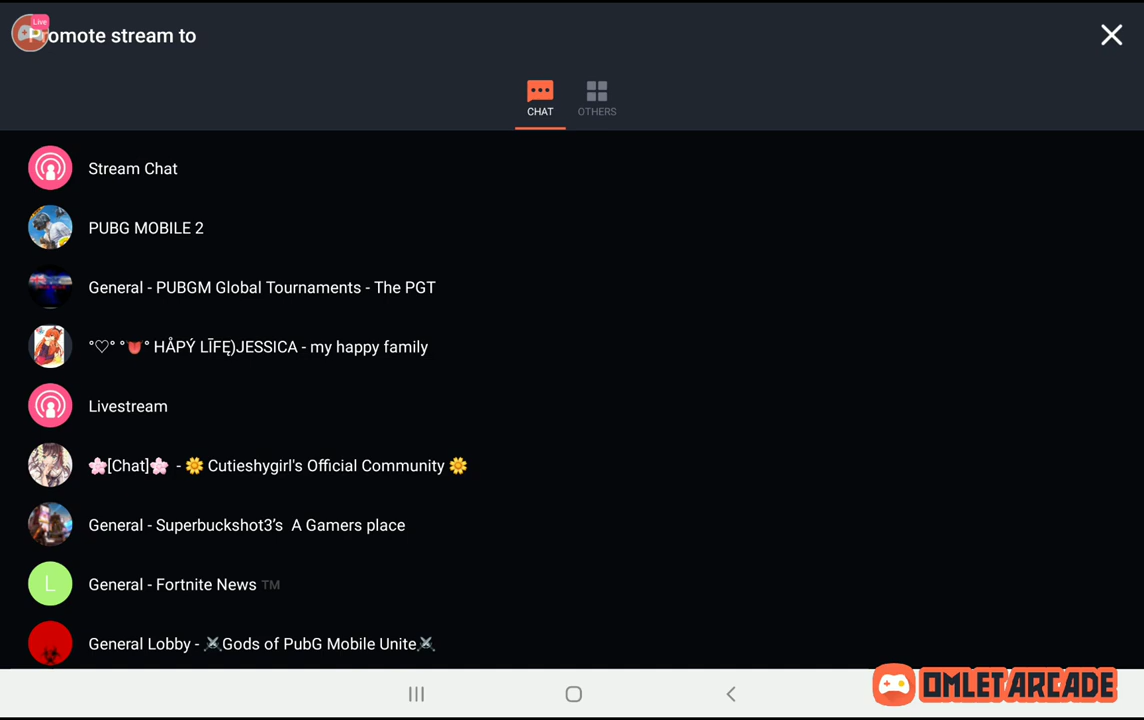 Live
Promote stream to
CHAT
OTHERS
Stream Chat
PUBG MOBILE 2
General - PUBGM Global Tournaments - The PGT
°♡° °👅° HÅPÝ LĪFĘ)JESSICA - my happy family
Livestream
🌸[Chat]🌸 - 🌼 Cutieshygirl's Official Community 🌼
General - Superbuckshot3’s A Gamers place
L
General - Fortnite News ™️
General Lobby - ⚔️Gods of PubG Mobile Unite⚔️
OMLET ARCADE